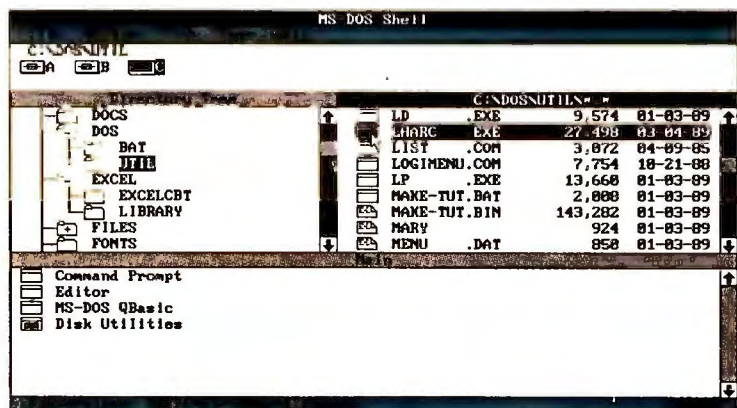 MS-DOS Shell
C:\DOS\UTIL
A B C
Directory Tree
C:\DOS\UTIL\*.*
DOCS
DOS
BAT
UTIL
EXCEL
EXCELCBT
LIBRARY
FILES
FONTS
LD .EXE 9,574 01-03-89
LHARC .EXE 27,498 03-04-89
LIST .COM 3,072 04-09-85
LOGIMENU.COM 7,754 10-21-88
LP .EXE 13,660 01-03-89
MAKE-TUT.BAT 2,008 01-03-89
MAKE-TUT.BIN 143,282 01-03-89
MARY 924 01-03-89
MENU .DAT 850 01-03-89
Main
Command Prompt
Editor
MS-DOS QBasic
Disk Utilities